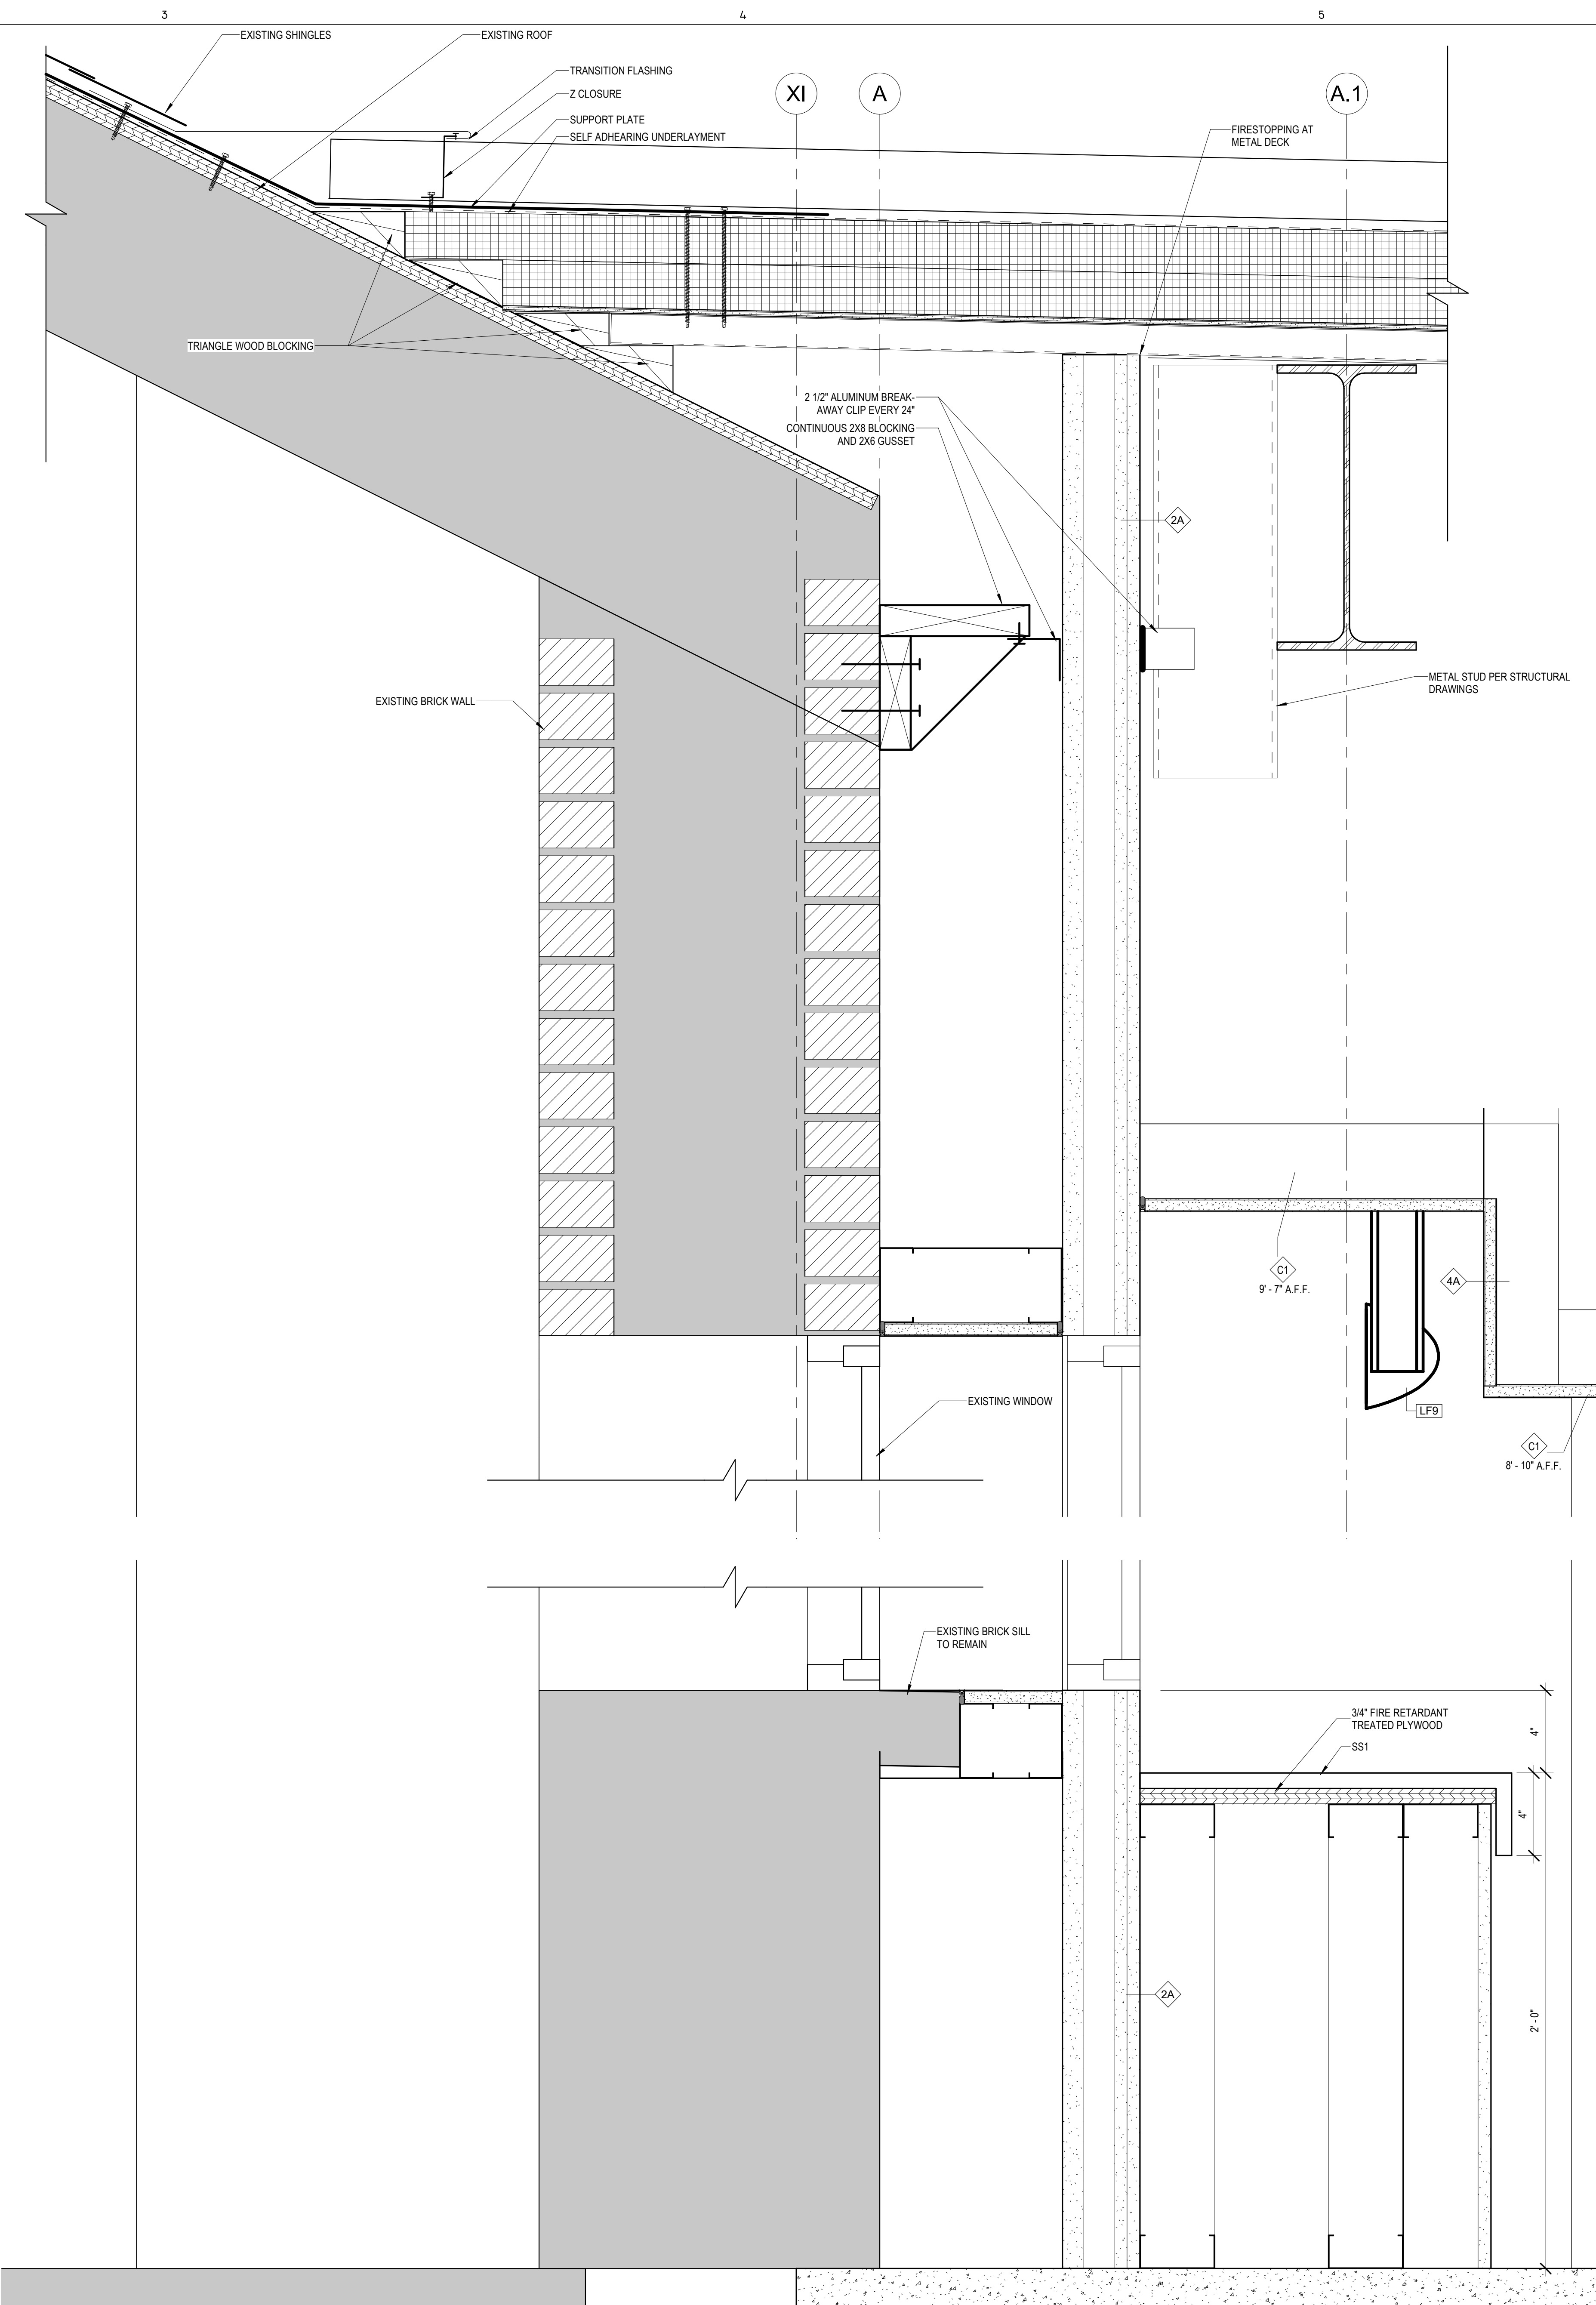 3
4
5
EXISTING SHINGLES
EXISTING ROOF
TRANSITION FLASHING
Z CLOSURE
SUPPORT PLATE
SELF ADHEARING UNDERLAYMENT
XI
A
A.1
FIRESTOPPING AT
METAL DECK
TRIANGLE WOOD BLOCKING
2 1/2" ALUMINUM BREAK-
AWAY CLIP EVERY 24"
CONTINUOUS 2X8 BLOCKING
AND 2X6 GUSSET
2A
EXISTING BRICK WALL
METAL STUD PER STRUCTURAL
DRAWINGS
C1
9' - 7" A.F.F.
4A
LF9
EXISTING WINDOW
C1
8' - 10" A.F.F.
EXISTING BRICK SILL
TO REMAIN
3/4" FIRE RETARDANT
TREATED PLYWOOD
SS1
4"
4"
2A
2' - 0"